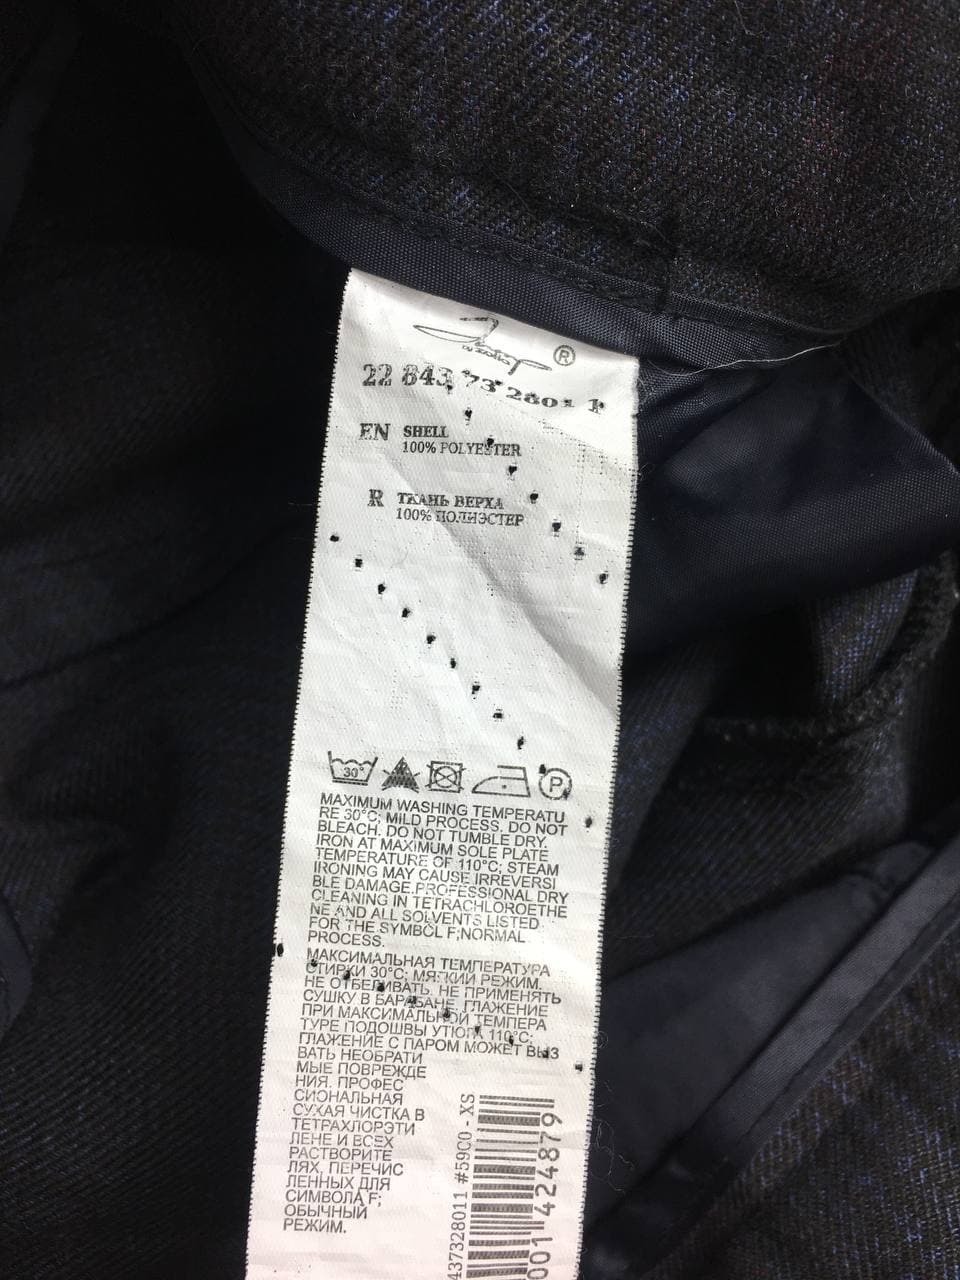 ®
22 843 73 2801 1
EN SHELL
100% POLYESTER
R ТКАНЬ ВЕРХА
100% ПОЛИЭСТЕР
30°
P
MAXIMUM WASHING TEMPERATU
RE 30°C; MILD PROCESS. DO NOT
BLEACH. DO NOT TUMBLE DRY.
IRON AT MAXIMUM SOLE PLATE
TEMPERATURE OF 110°C; STEAM
IRONING MAY CAUSE IRREVERSI
BLE DAMAGE.PROFESSIONAL DRY
CLEANING IN TETRACHLOROETHE
NE AND ALL SOLVENTS LISTED
FOR THE SYMBOL F;NORMAL
PROCESS.
МАКСИМАЛЬНАЯ ТЕМПЕРАТУРА
СТИРКИ 30°C; МЯГКИЙ РЕЖИМ.
НЕ ОТБЕЛИВАТЬ. НЕ ПРИМЕНЯТЬ
СУШКУ В БАРАБАНЕ. ГЛАЖЕНИЕ
ПРИ МАКСИМАЛЬНОЙ ТЕМПЕРА
ТУРЕ ПОДОШВЫ УТЮГА 110°C:
ГЛАЖЕНИЕ С ПАРОМ МОЖЕТ ВЫЗ
ВАТЬ НЕОБРАТИ
МЫЕ ПОВРЕЖДЕ
НИЯ. ПРОФЕС
СИОНАЛЬНАЯ
СУХАЯ ЧИСТКА В
ТЕТРАХЛОРЭТИ
ЛЕНЕ И ВСЕХ
РАСТВОРИТЕ
ЛЯХ, ПЕРЕЧИС
ЛЕННЫХ ДЛЯ
СИМВОЛА F;
ОБЫЧНЫЙ
РЕЖИМ.
437328011 #5900 - XS
001 424879